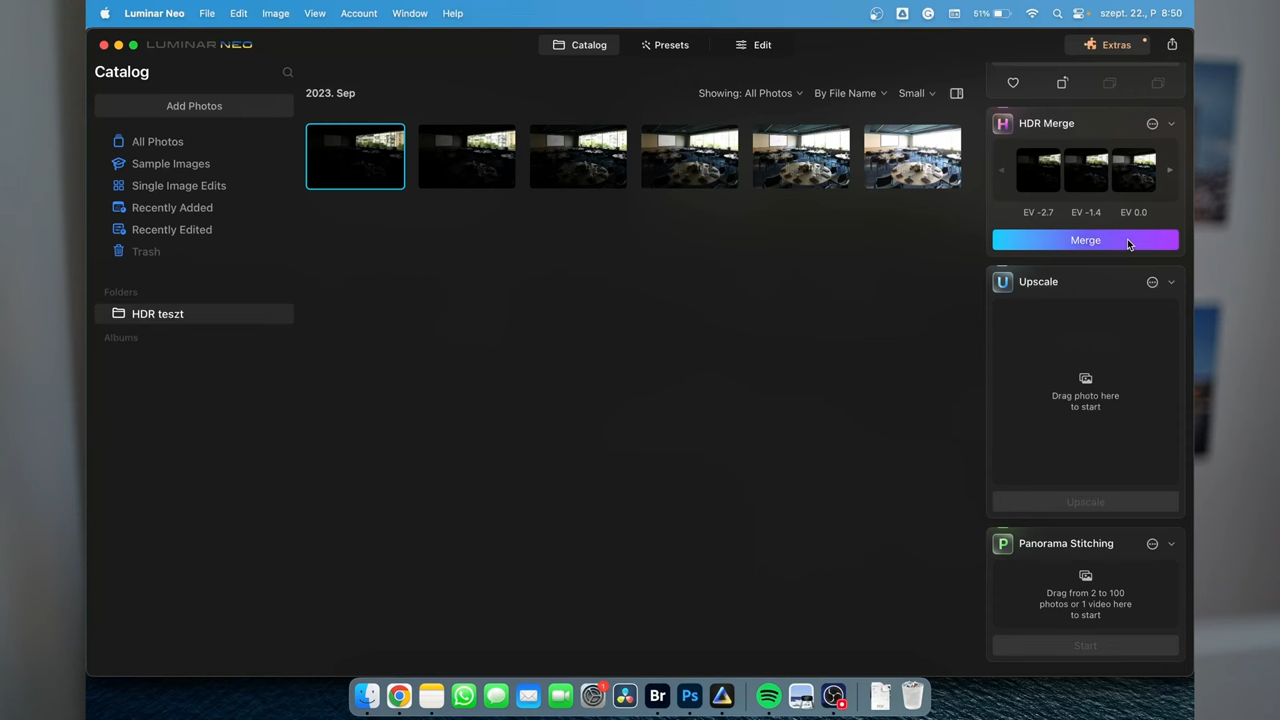 Luminar Neo File Edit Image View Account Window Help 51% szept. 22., P 8:50
LUMINAR NEO Catalog Presets Edit Extras
Catalog
Add Photos
All Photos
Sample Images
Single Image Edits
Recently Added
Recently Edited
Trash
Folders
HDR teszt
Albums
2023. Sep Showing: All Photos By File Name Small
H HDR Merge
EV -2.7 EV -1.4 EV 0.0
Merge
U Upscale
Drag photo here
to start
Upscale
P Panorama Stitching
Drag from 2 to 100
photos or 1 video here
to start
Start
1
Br Ps